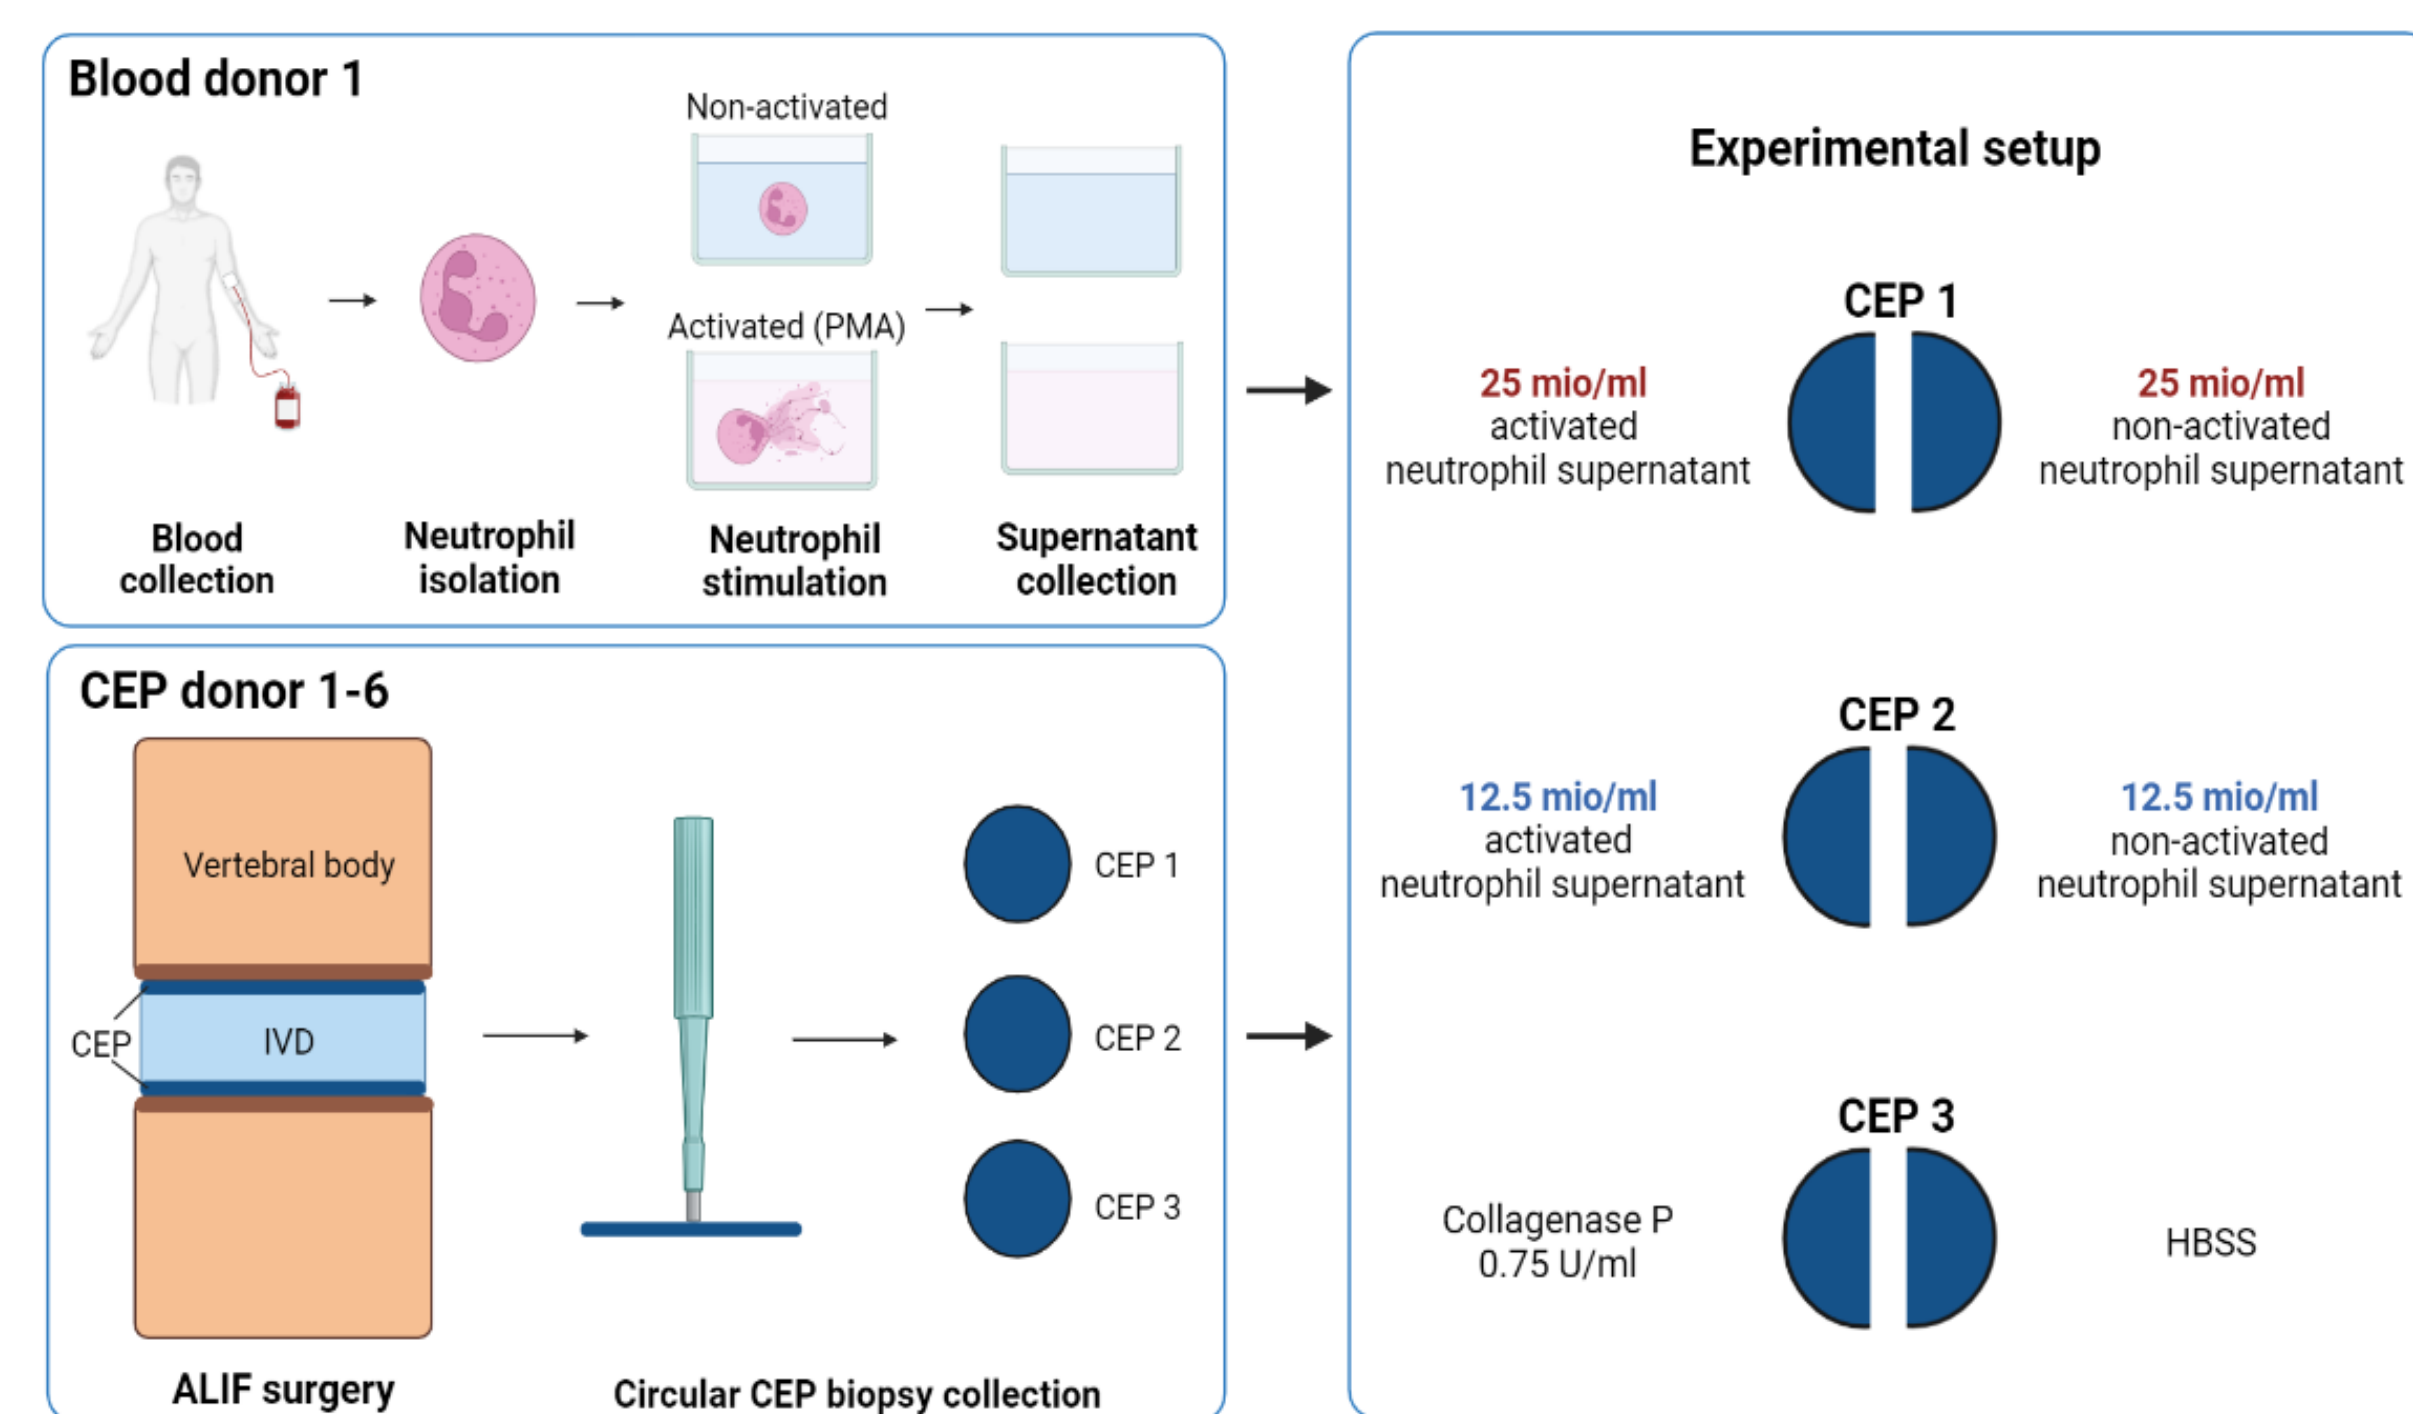 Blood donor 1
Non-activated
Activated (PMA)
Blood
collection
Neutrophil
isolation
Neutrophil
stimulation
Supernatant
collection
CEP donor 1-6
Vertebral body
CEP
IVD
CEP 1
CEP 2
CEP 3
ALIF surgery
Circular CEP biopsy collection
Experimental setup
CEP 1
25 mio/ml
activated
neutrophil supernatant
25 mio/ml
non-activated
neutrophil supernatant
CEP 2
12.5 mio/ml
activated
neutrophil supernatant
12.5 mio/ml
non-activated
neutrophil supernatant
CEP 3
Collagenase P
0.75 U/ml
HBSS